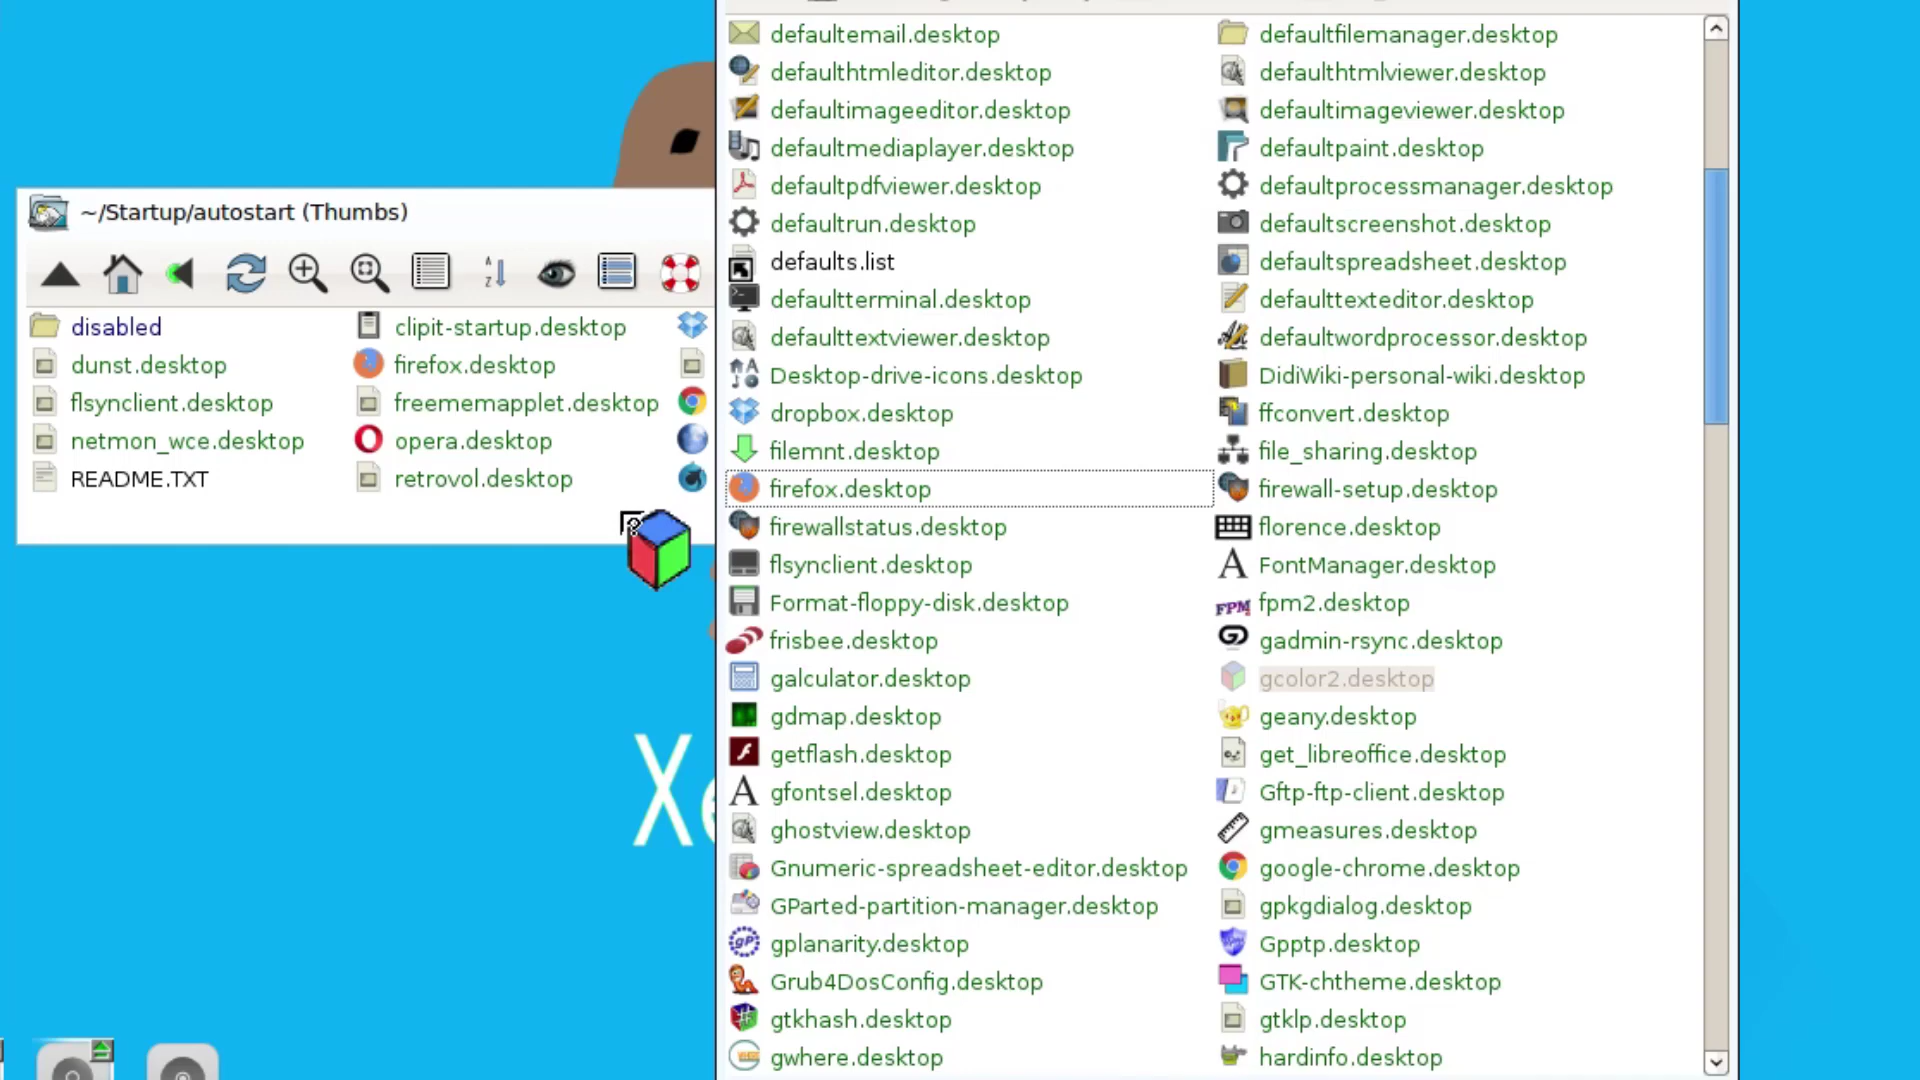 ~/Startup/autostart (Thumbs)
disabled
clipit-startup.desktop
dunst.desktop
firefox.desktop
flsynclient.desktop
freememapplet.desktop
netmon_wce.desktop
opera.desktop
README.TXT
retrovol.desktop
defaultemail.desktop
defaultfilemanager.desktop
defaulthtmleditor.desktop
defaulthtmlviewer.desktop
defaultimageeditor.desktop
defaultimageviewer.desktop
defaultmediaplayer.desktop
defaultpaint.desktop
defaultpdfviewer.desktop
defaultprocessmanager.desktop
defaultrun.desktop
defaultscreenshot.desktop
defaults.list
defaultspreadsheet.desktop
defaultterminal.desktop
defaulttexteditor.desktop
defaulttextviewer.desktop
defaultwordprocessor.desktop
Desktop-drive-icons.desktop
DidiWiki-personal-wiki.desktop
dropbox.desktop
ffconvert.desktop
filemnt.desktop
file_sharing.desktop
firefox.desktop
firewall-setup.desktop
firewallstatus.desktop
florence.desktop
flsynclient.desktop
FontManager.desktop
Format-floppy-disk.desktop
fpm2.desktop
frisbee.desktop
gadmin-rsync.desktop
galculator.desktop
gcolor2.desktop
gdmap.desktop
geany.desktop
getflash.desktop
get_libreoffice.desktop
gfontsel.desktop
Gftp-ftp-client.desktop
ghostview.desktop
gmeasures.desktop
Gnumeric-spreadsheet-editor.desktop
google-chrome.desktop
GParted-partition-manager.desktop
gpkgdialog.desktop
gplanarity.desktop
Gpptp.desktop
Grub4DosConfig.desktop
GTK-chtheme.desktop
gtkhash.desktop
gtklp.desktop
gwhere.desktop
hardinfo.desktop
Xe